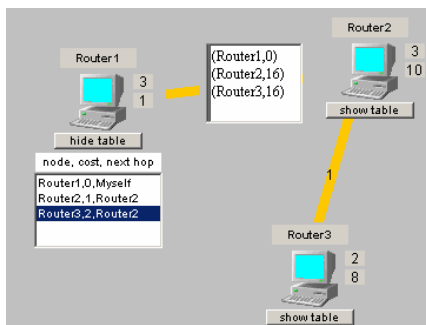 Router1
3
1
hide table
node, cost, next hop
Router1,0,Myself
Router2,1,Router2
Router3,2,Router2
(Router1,0)
(Router2,16)
(Router3,16)
Router2
3
10
show table
1
Router3
2
8
show table